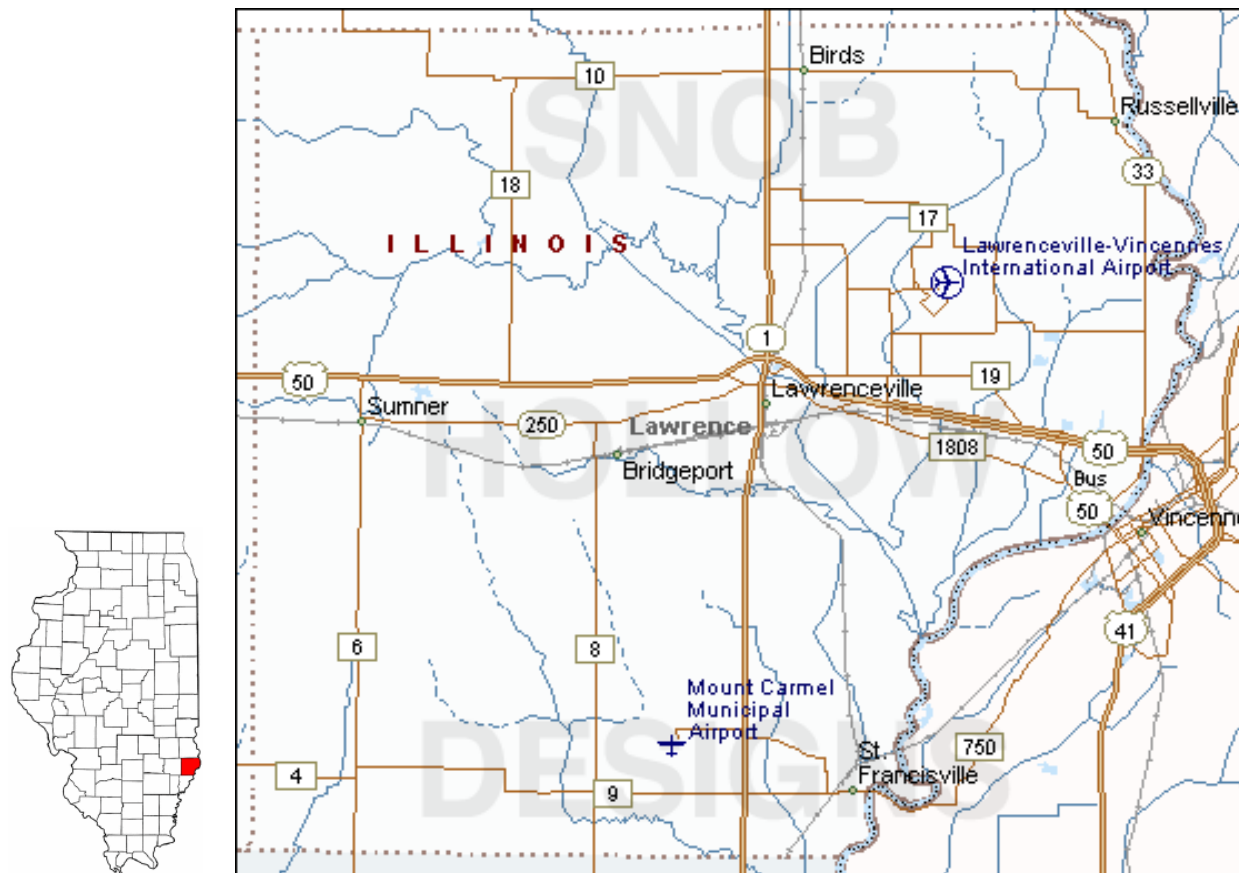 Birds
10
SNOB
Russellville
33
18
17
ILLINOIS
Lawrenceville-Vincennes
International Airport
1
50
19
Sumner
Lawrenceville
HOLLOW
250
Lawrence
1808
50
Bridgeport
Bus
50
Vincenne
41
6
8
Mount Carmel
Municipal
Airport
DESIGNS
St.
Francisville
750
4
9